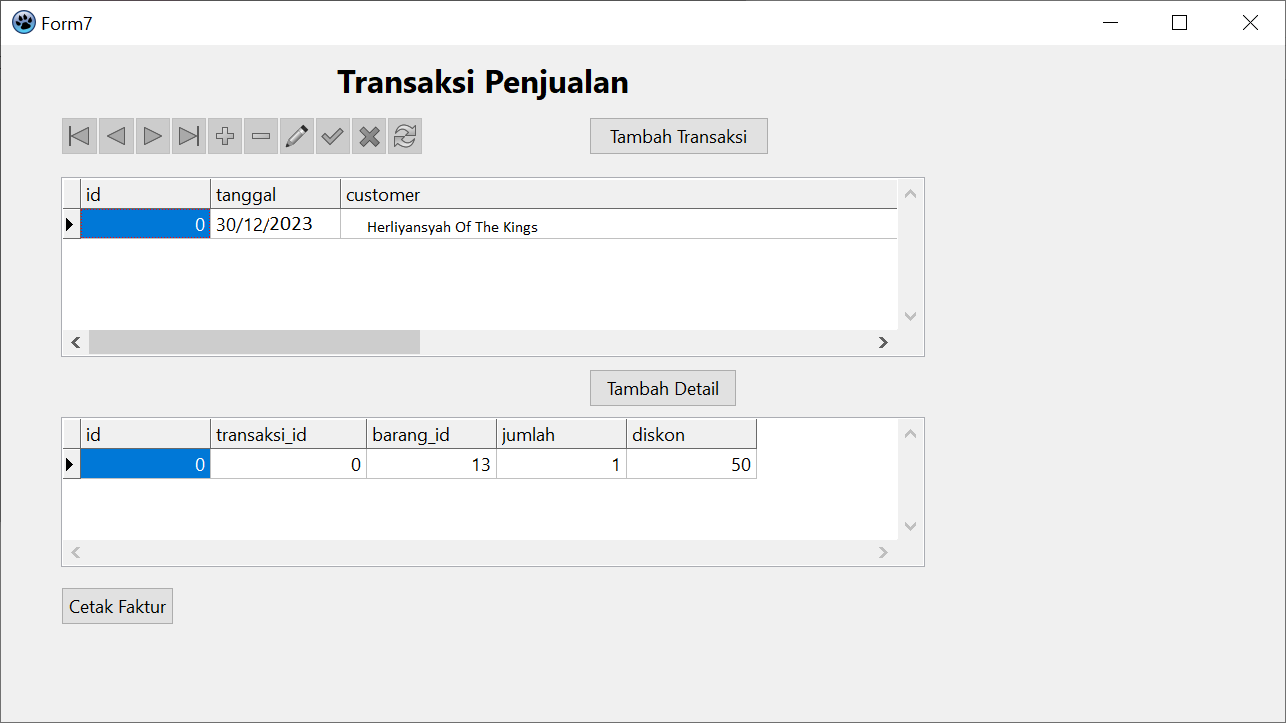 Form7
Transaksi Penjualan
Tambah Transaksi
id tanggal customer
0 30/12/2023 Herliyansyah Of The Kings
Tambah Detail
id transaksi_id barang_id jumlah diskon
0 0 13 1 50
Cetak Faktur